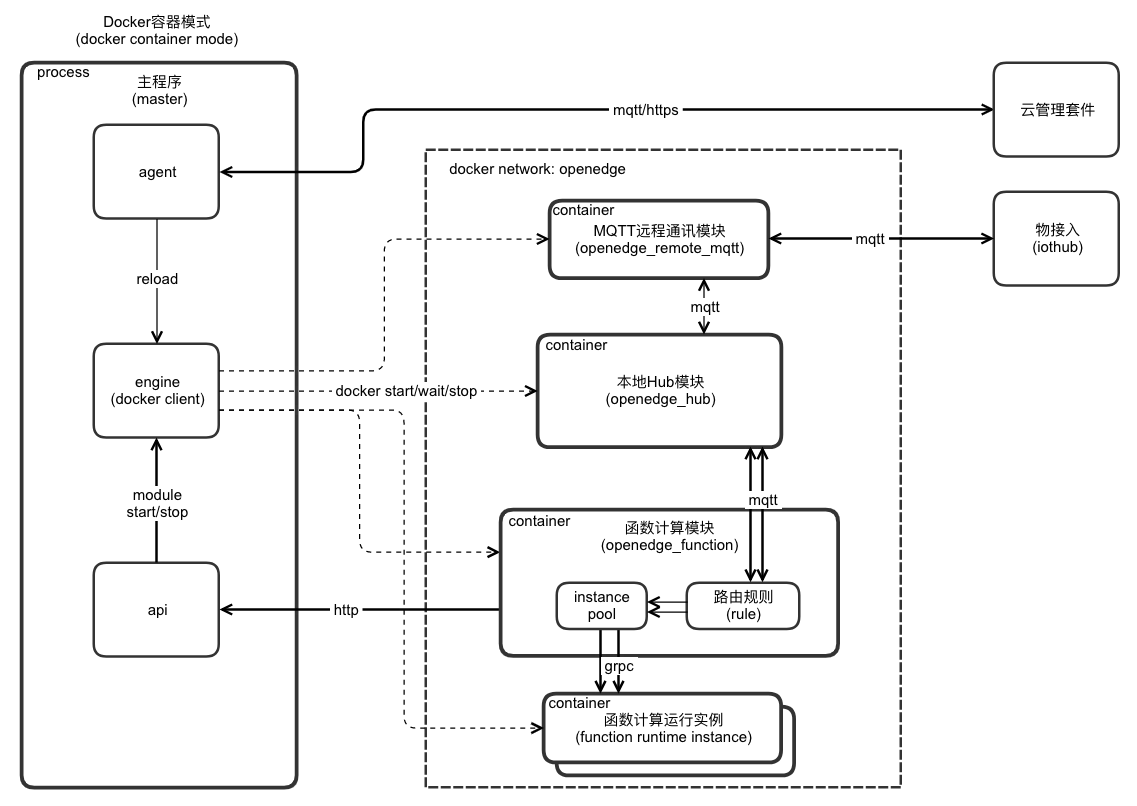 Docker容器模式
(docker container mode)
process
主程序
(master)
agent
reload
engine
(docker client)
module
start/stop
api
mqtt/https
云管理套件
docker network: openedge
container
MQTT远程通讯模块
(openedge_remote_mqtt)
mqtt
物接入
(iothub)
mqtt
container
本地Hub模块
(openedge_hub)
docker start/wait/stop
mqtt
container
函数计算模块
(openedge_function)
instance
pool
路由规则
(rule)
http
grpc
container
函数计算运行实例
(function runtime instance)